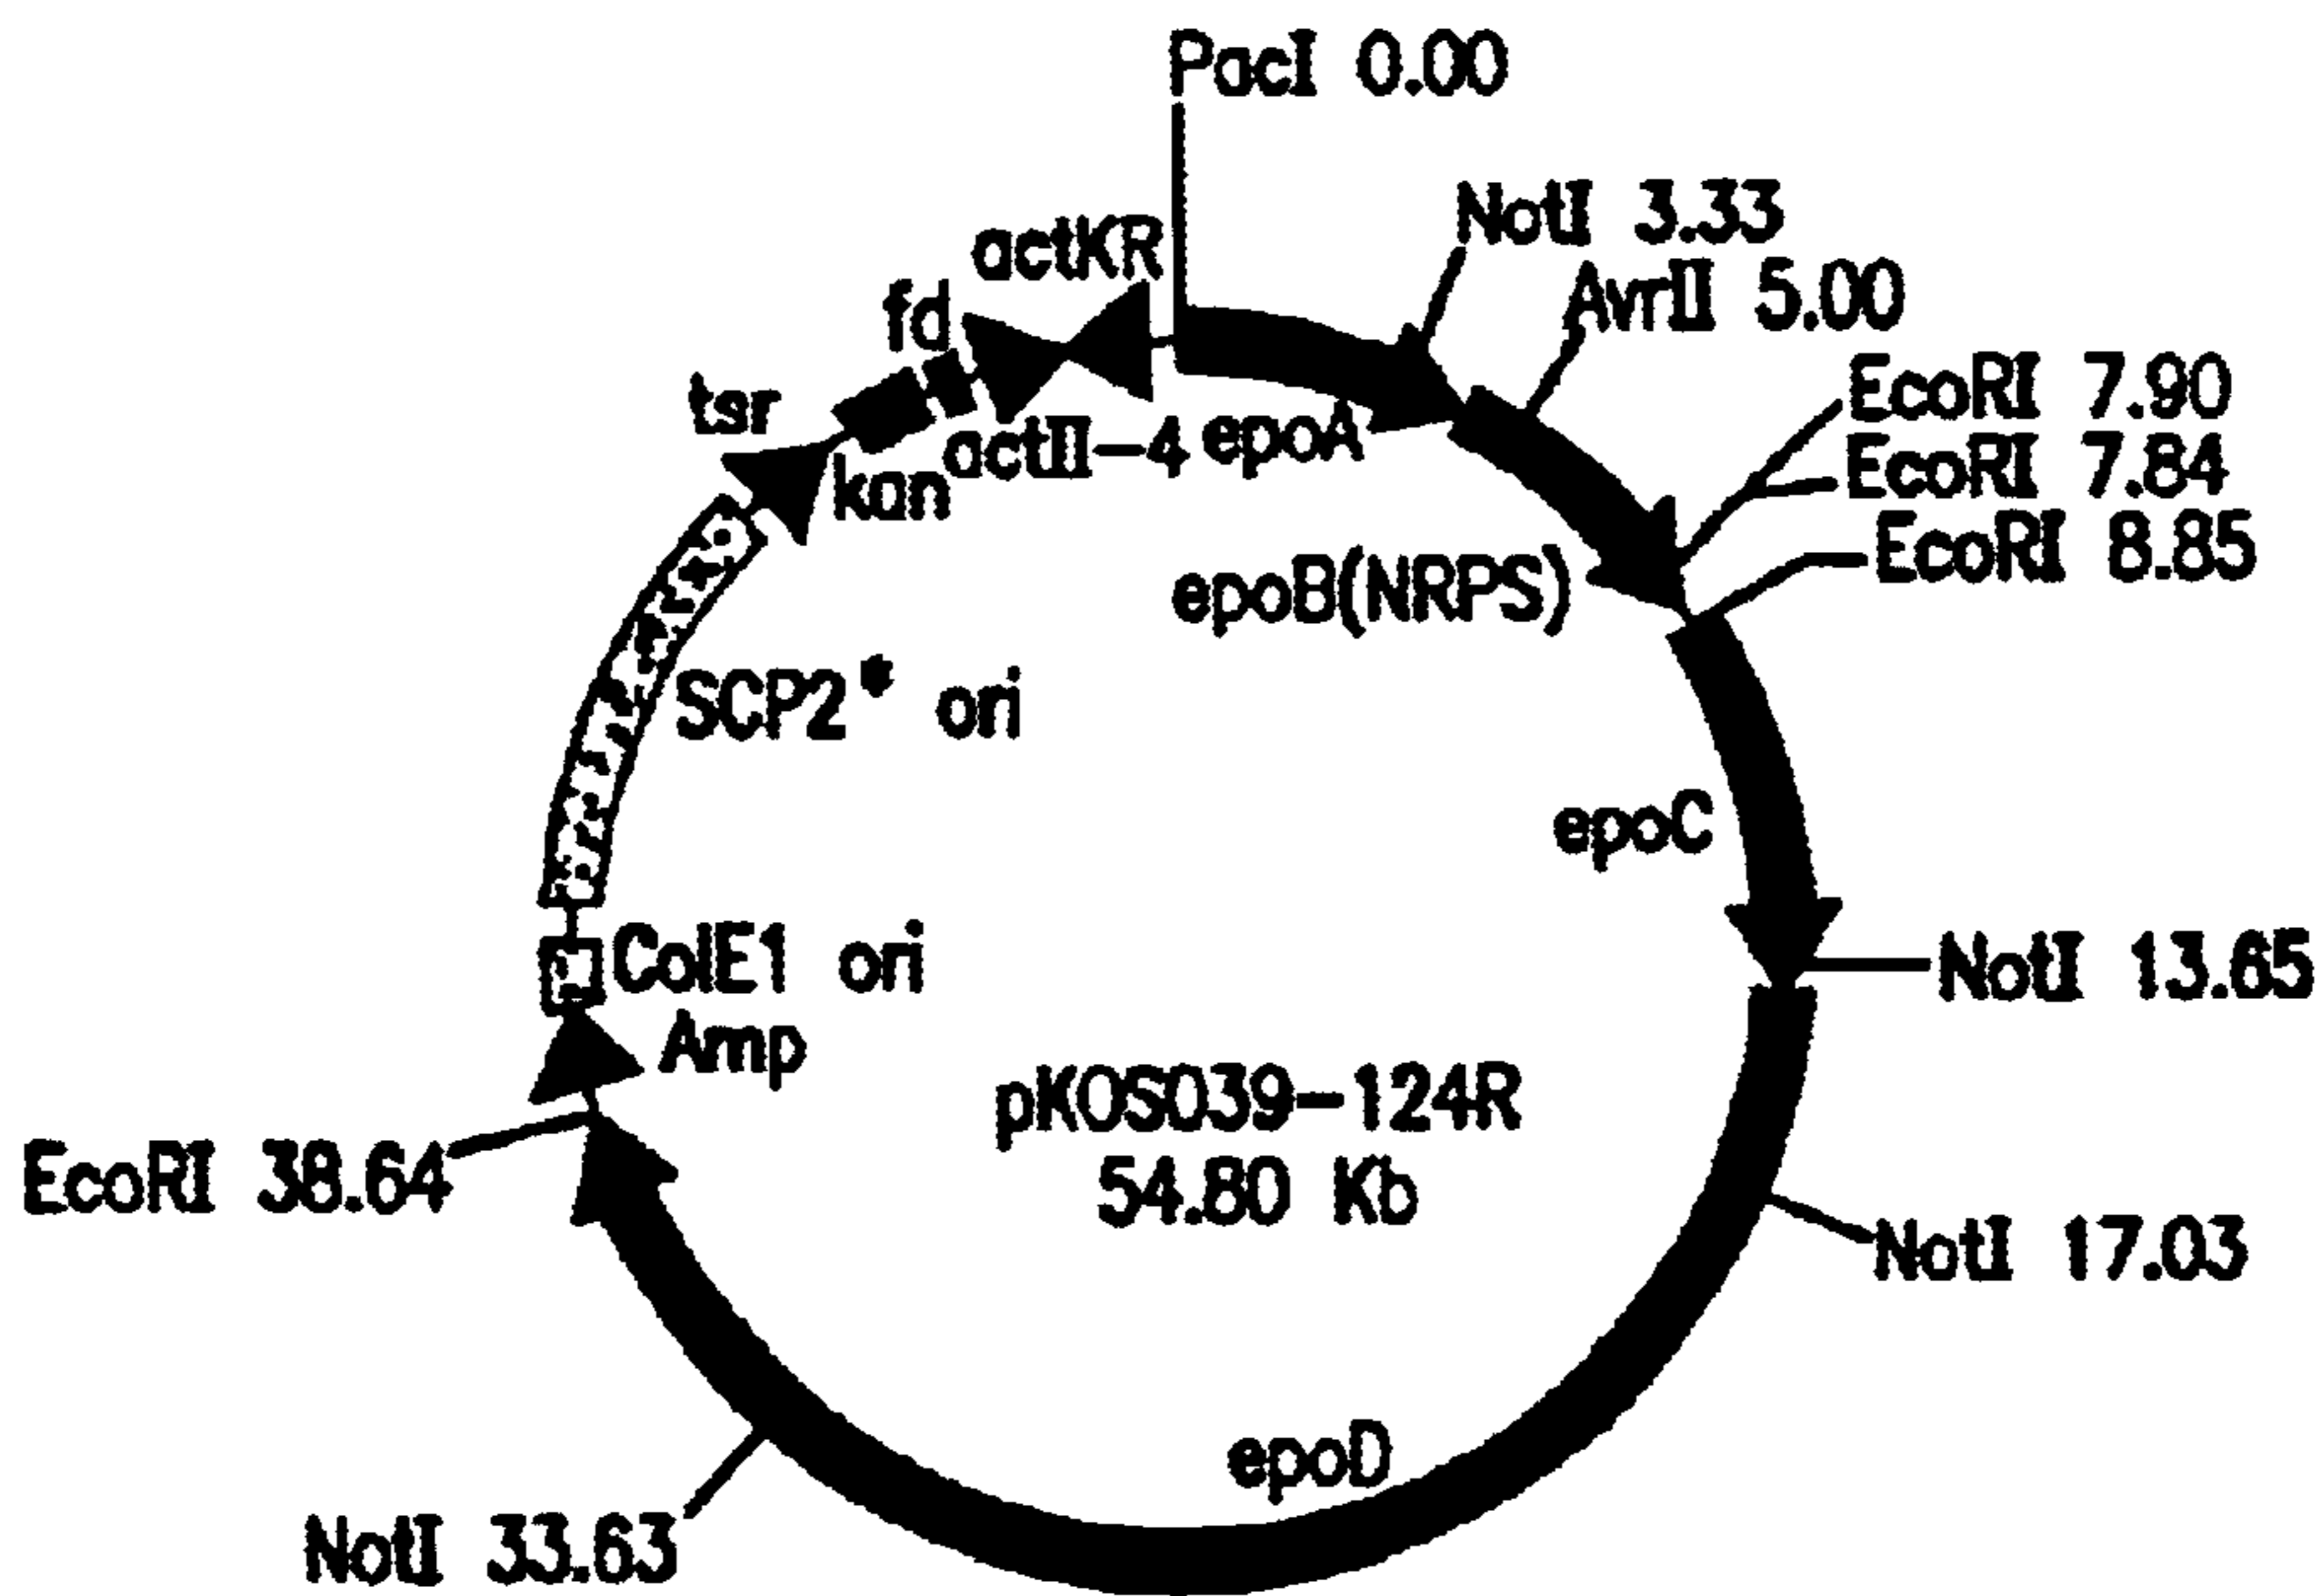 PacI 0.00
NotI 3.33
actKR
AvrII 5.00
fd
EcoRI 7.90
tsr
EcoRI 7.84
actII-4
epoA
kan
EcoRI 8.85
epoB(NRPS)
SCP2* ori
epoC
ColE1 ori
NotI 13.65
Amp
pKOS039-124R
54.80 Kb
EcoRI 38.64
NotI 17.03
epoD
NotI 33.63